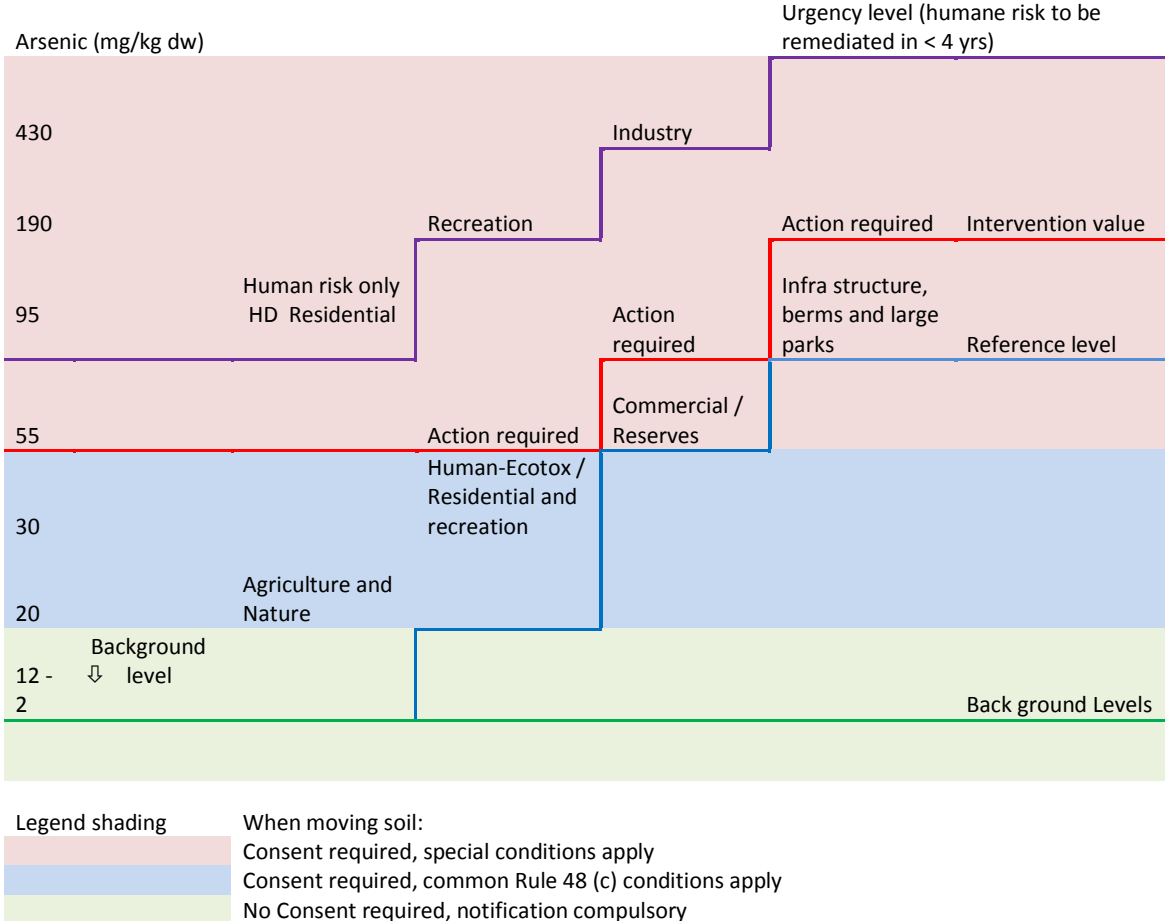 Urgency level (humane risk to be
Arsenic (mg/kg dw)
remediated in < 4 yrs)
430
Industry
190
Recreation
Action required
Intervention value
Human risk only
HD Residential
95
Action
required
Infra structure,
berms and large
parks
Reference level
Commercial /
Reserves
55
Action required
Human-Ecotox /
Residential and
recreation
30
Agriculture and
Nature
20
Background
12 - ⇩ level
2
Back ground Levels
Legend shading
When moving soil:
Consent required, special conditions apply
Consent required, common Rule 48 (c) conditions apply
No Consent required, notification compulsory